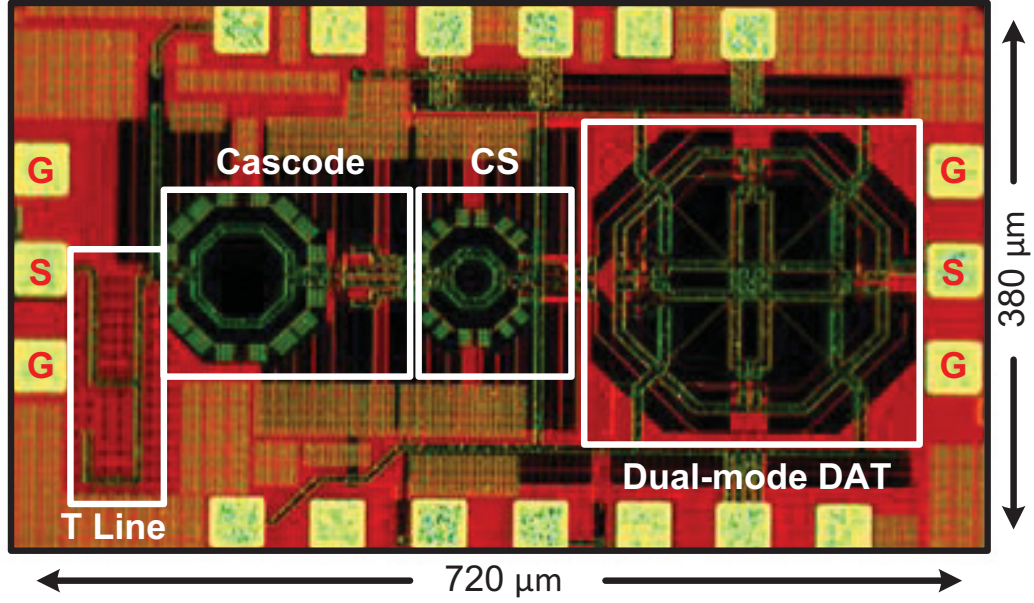 Cascode
CS
G
S
G
G
S
G
T Line
Dual-mode DAT
380 µm
720 µm